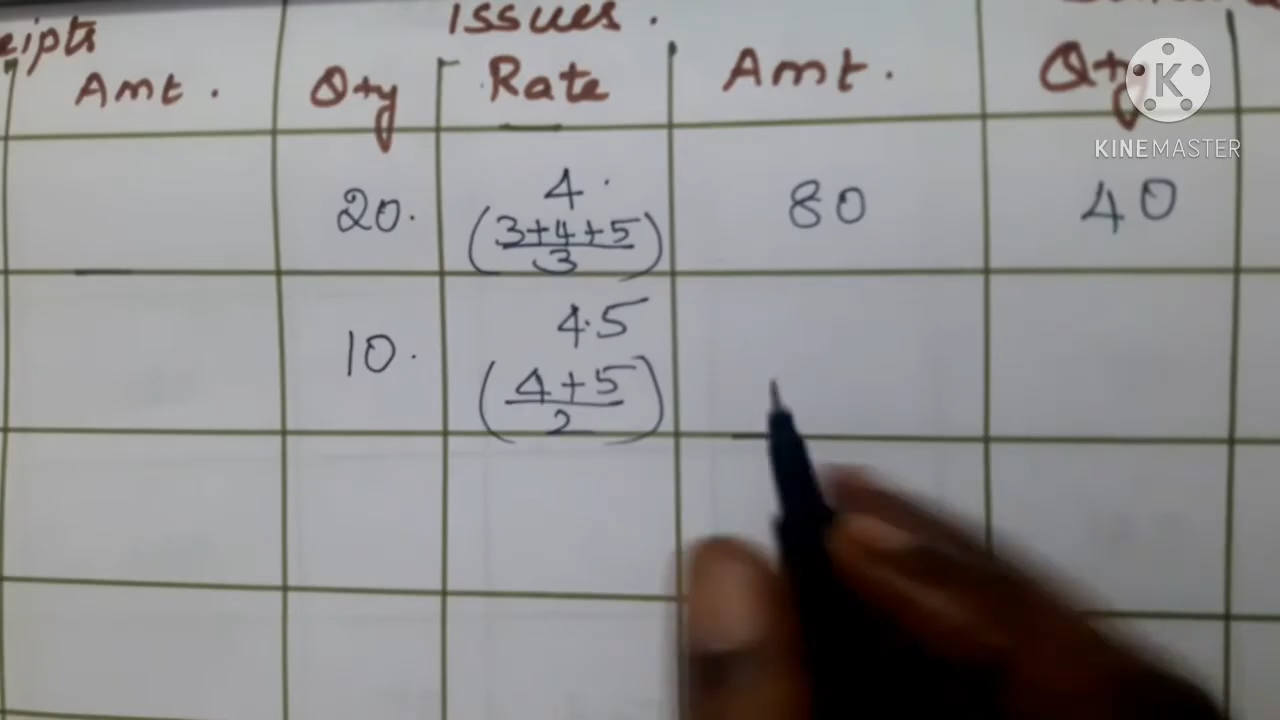 Issues.
Amt. Qty Rate Amt. Qty
20. 4. 80 40
(3+4+5
3)
10. 4.5
(4+5
2)
K
KINEMASTER